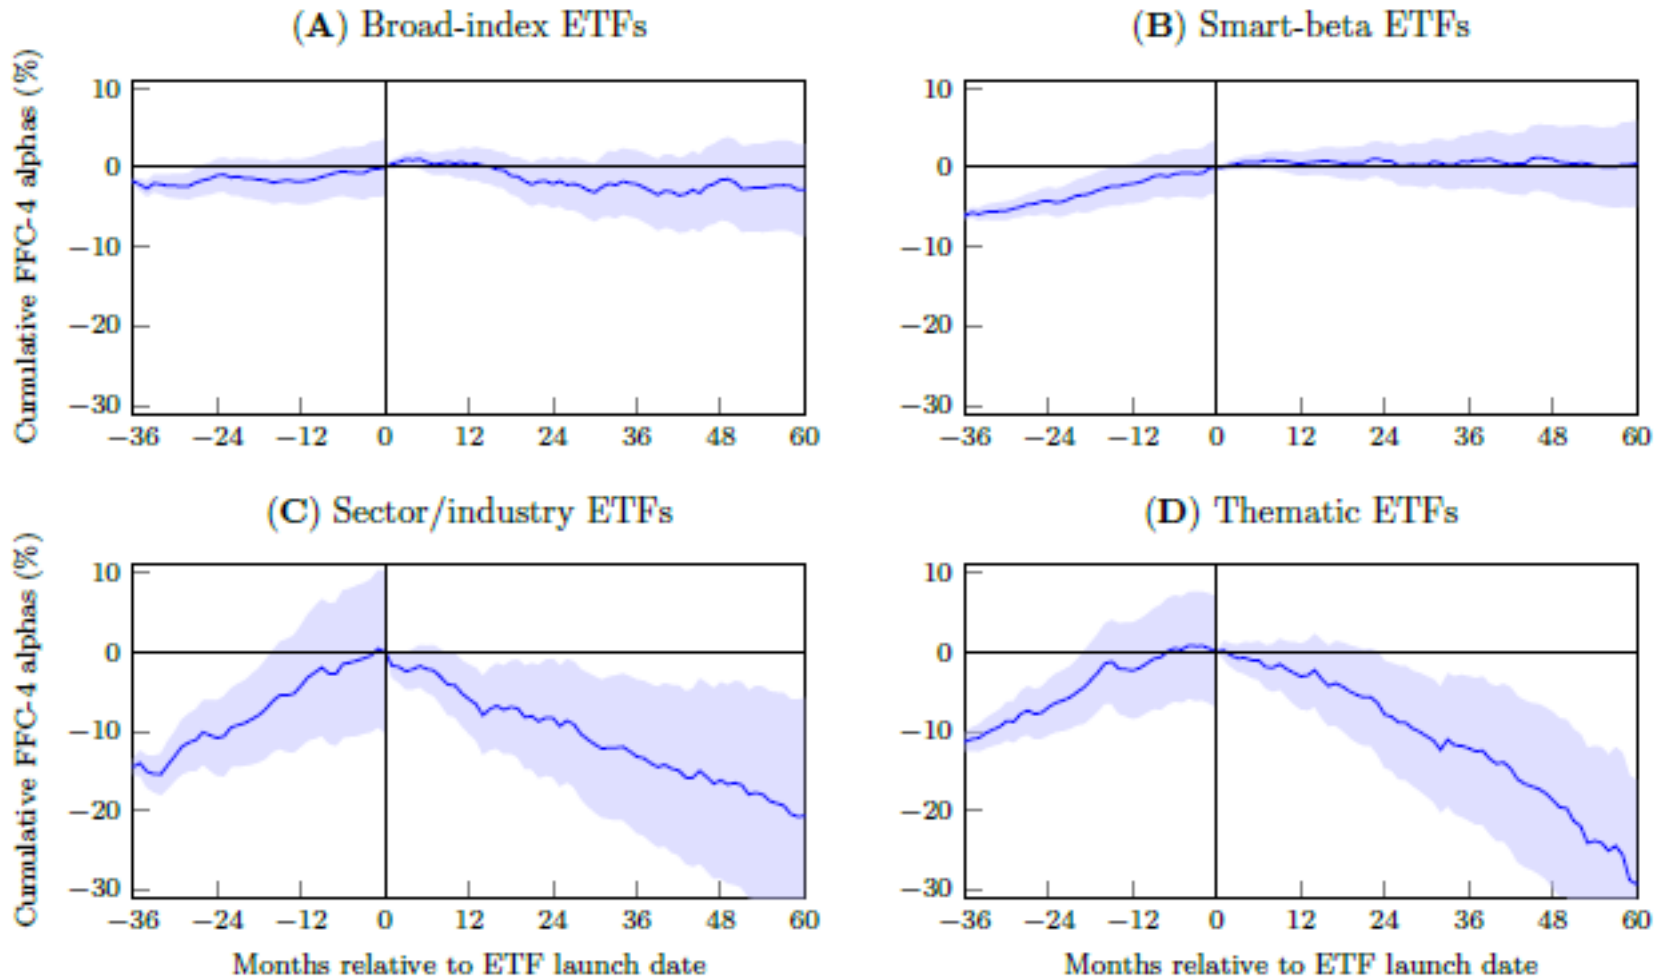 (A) Broad-index ETFs
Cumulative FFC-4 alphas (%)
10
0
−10
−20
−30
−36 −24 −12 0 12 24 36 48 60
(B) Smart-beta ETFs
10
0
−10
−20
−30
−36 −24 −12 0 12 24 36 48 60
(C) Sector/industry ETFs
Cumulative FFC-4 alphas (%)
10
0
−10
−20
−30
−36 −24 −12 0 12 24 36 48 60
Months relative to ETF launch date
(D) Thematic ETFs
10
0
−10
−20
−30
−36 −24 −12 0 12 24 36 48 60
Months relative to ETF launch date